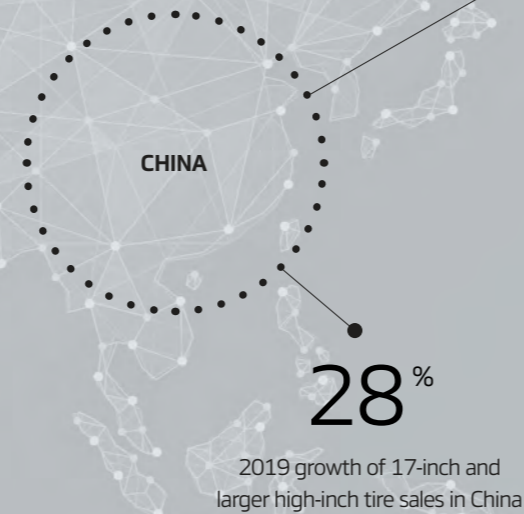 CHINA
28%
2019 growth of 17-inch and
larger high-inch tire sales in China